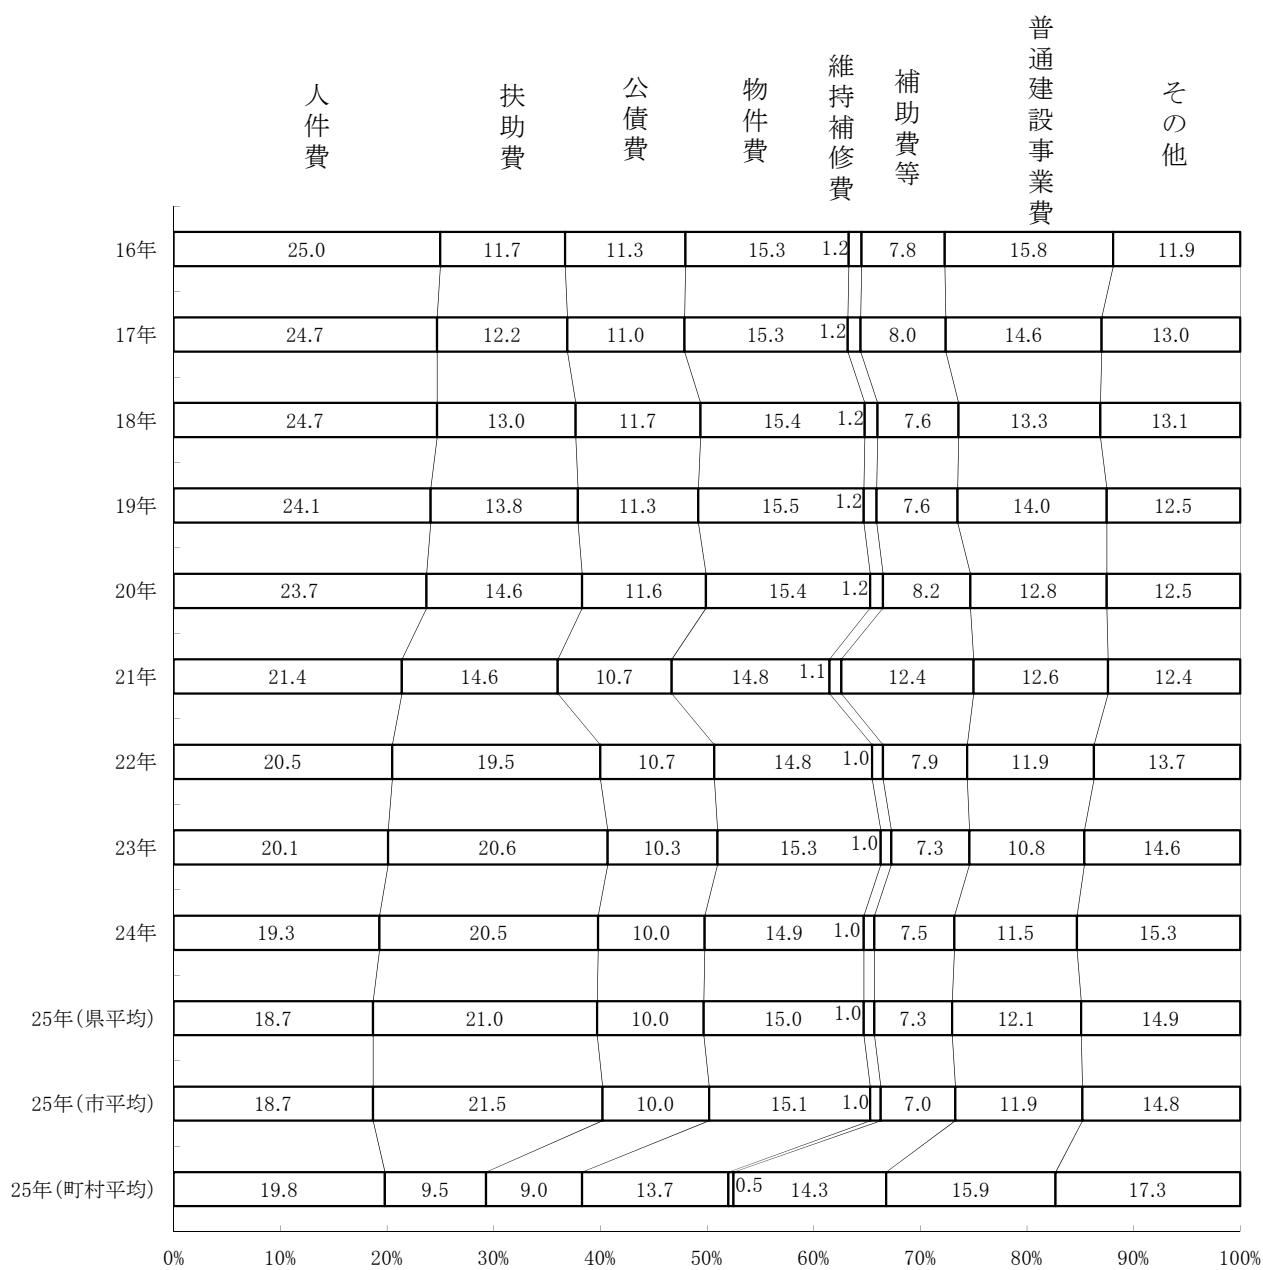 人件費
扶助費
公債費
物件費
維持補修費
補助費等
普通建設事業費
その他
16年 25.0 11.7 11.3 15.3 1.2 7.8 15.8 11.9
17年 24.7 12.2 11.0 15.3 1.2 8.0 14.6 13.0
18年 24.7 13.0 11.7 15.4 1.2 7.6 13.3 13.1
19年 24.1 13.8 11.3 15.5 1.2 7.6 14.0 12.5
20年 23.7 14.6 11.6 15.4 1.2 8.2 12.8 12.5
21年 21.4 14.6 10.7 14.8 1.1 12.4 12.6 12.4
22年 20.5 19.5 10.7 14.8 1.0 7.9 11.9 13.7
23年 20.1 20.6 10.3 15.3 1.0 7.3 10.8 14.6
24年 19.3 20.5 10.0 14.9 1.0 7.5 11.5 15.3
25年(県平均) 18.7 21.0 10.0 15.0 1.0 7.3 12.1 14.9
25年(市平均) 18.7 21.5 10.0 15.1 1.0 7.0 11.9 14.8
25年(町村平均) 19.8 9.5 9.0 13.7 0.5 14.3 15.9 17.3
0% 10% 20% 30% 40% 50% 60% 70% 80% 90% 100%